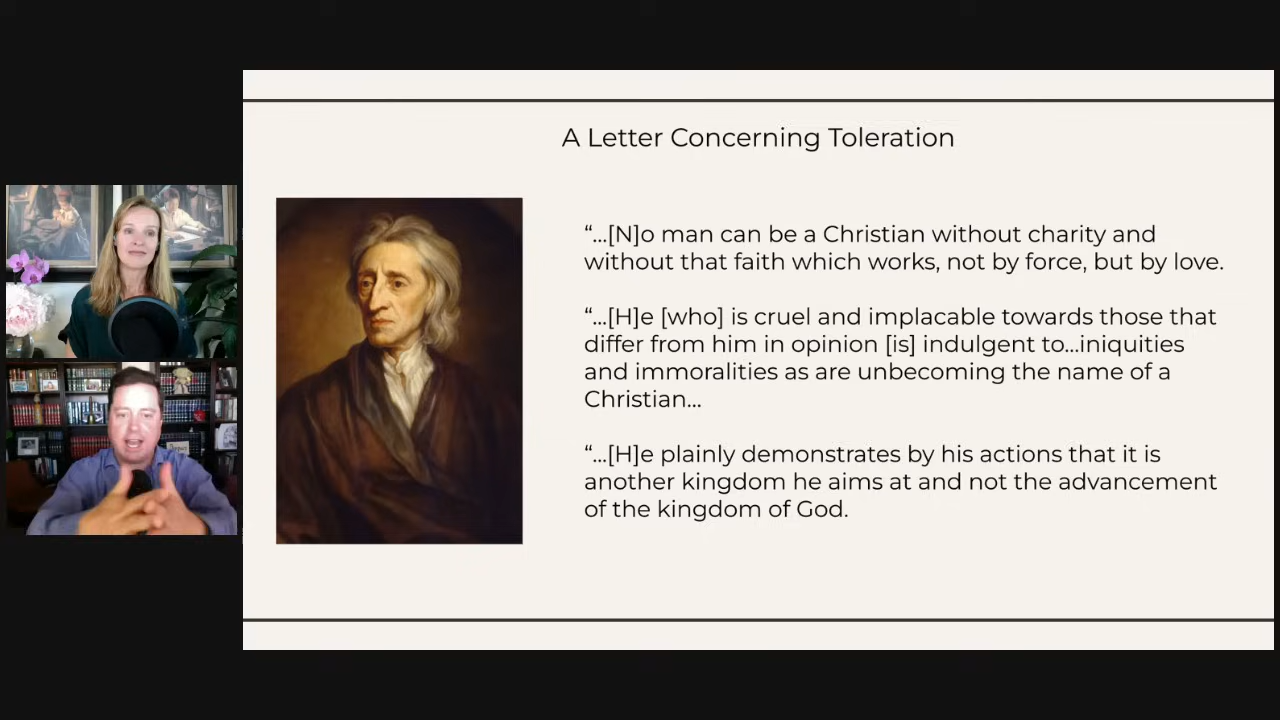 A Letter Concerning Toleration
“...[N]o man can be a Christian without charity and
without that faith which works, not by force, but by love.
“...[H]e [who] is cruel and implacable towards those that
differ from him in opinion [is] indulgent to...iniquities
and immoralities as are unbecoming the name of a
Christian...
“...[H]e plainly demonstrates by his actions that it is
another kingdom he aims at and not the advancement
of the kingdom of God.